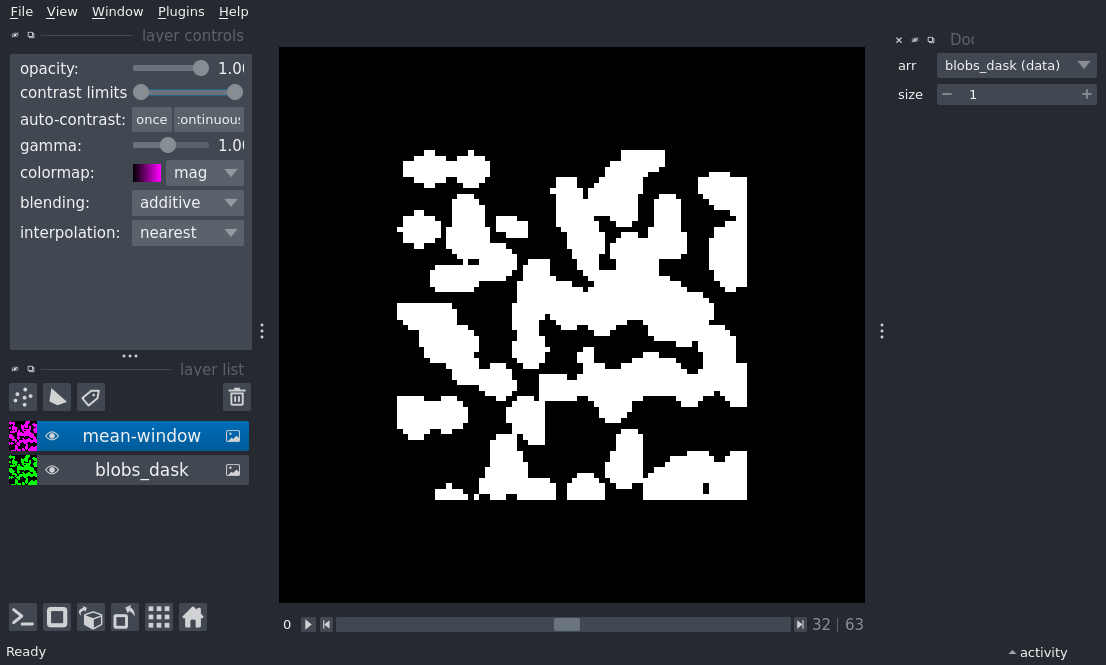 File View Window Plugins Help
layer controls
opacity: 1.00
contrast limits
auto-contrast: once continuous
gamma: 1.00
colormap: mag
blending: additive
interpolation: nearest
layer list
mean-window
blobs_dask
Ready
0
32 | 63
Doc
arr blobs_dask (data)
size 1
activity